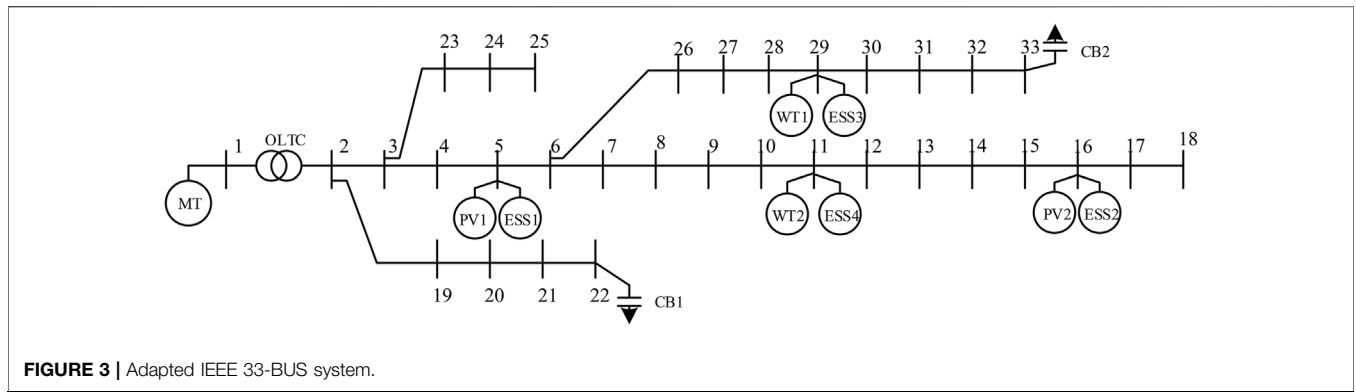 23 24 25
26 27 28 29 30 31 32 33 CB2
WT1 ESS3
OLTC
1 2 3 4 5 6 7 8 9 10 11 12 13 14 15 16 17 18
MT
PV1 ESS1 WT2 ESS4 PV2 ESS2
19 20 21 22 CB1
FIGURE 3 | Adapted IEEE 33-BUS system.